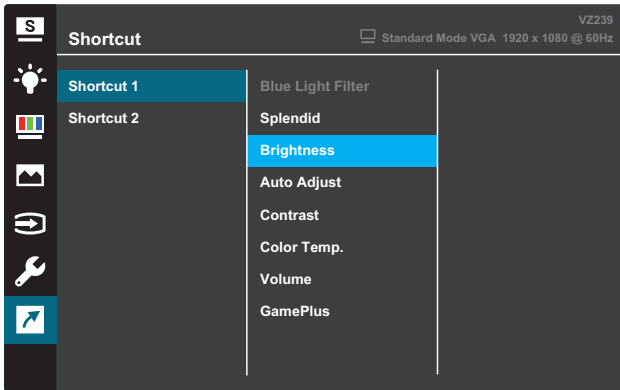 S
VZ239
Shortcut
Standard Mode VGA 1920 x 1080 @ 60Hz
Shortcut 1
Shortcut 2
Blue Light Filter
Splendid
Brightness
Auto Adjust
Contrast
Color Temp.
Volume
GamePlus